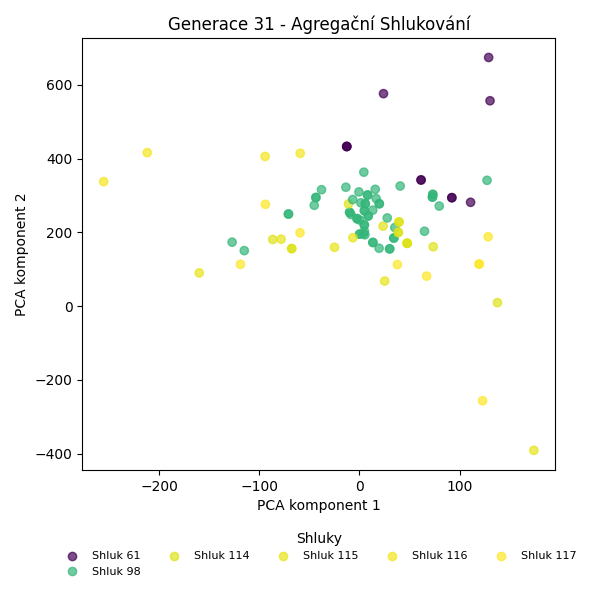 Generace 31 - Agregační Shlukování
600
400
200
0
−200
−400
PCA komponent 2
−200 −100 0 100
PCA komponent 1
Shluky
Shluk 61 Shluk 114 Shluk 115 Shluk 116 Shluk 117
Shluk 98